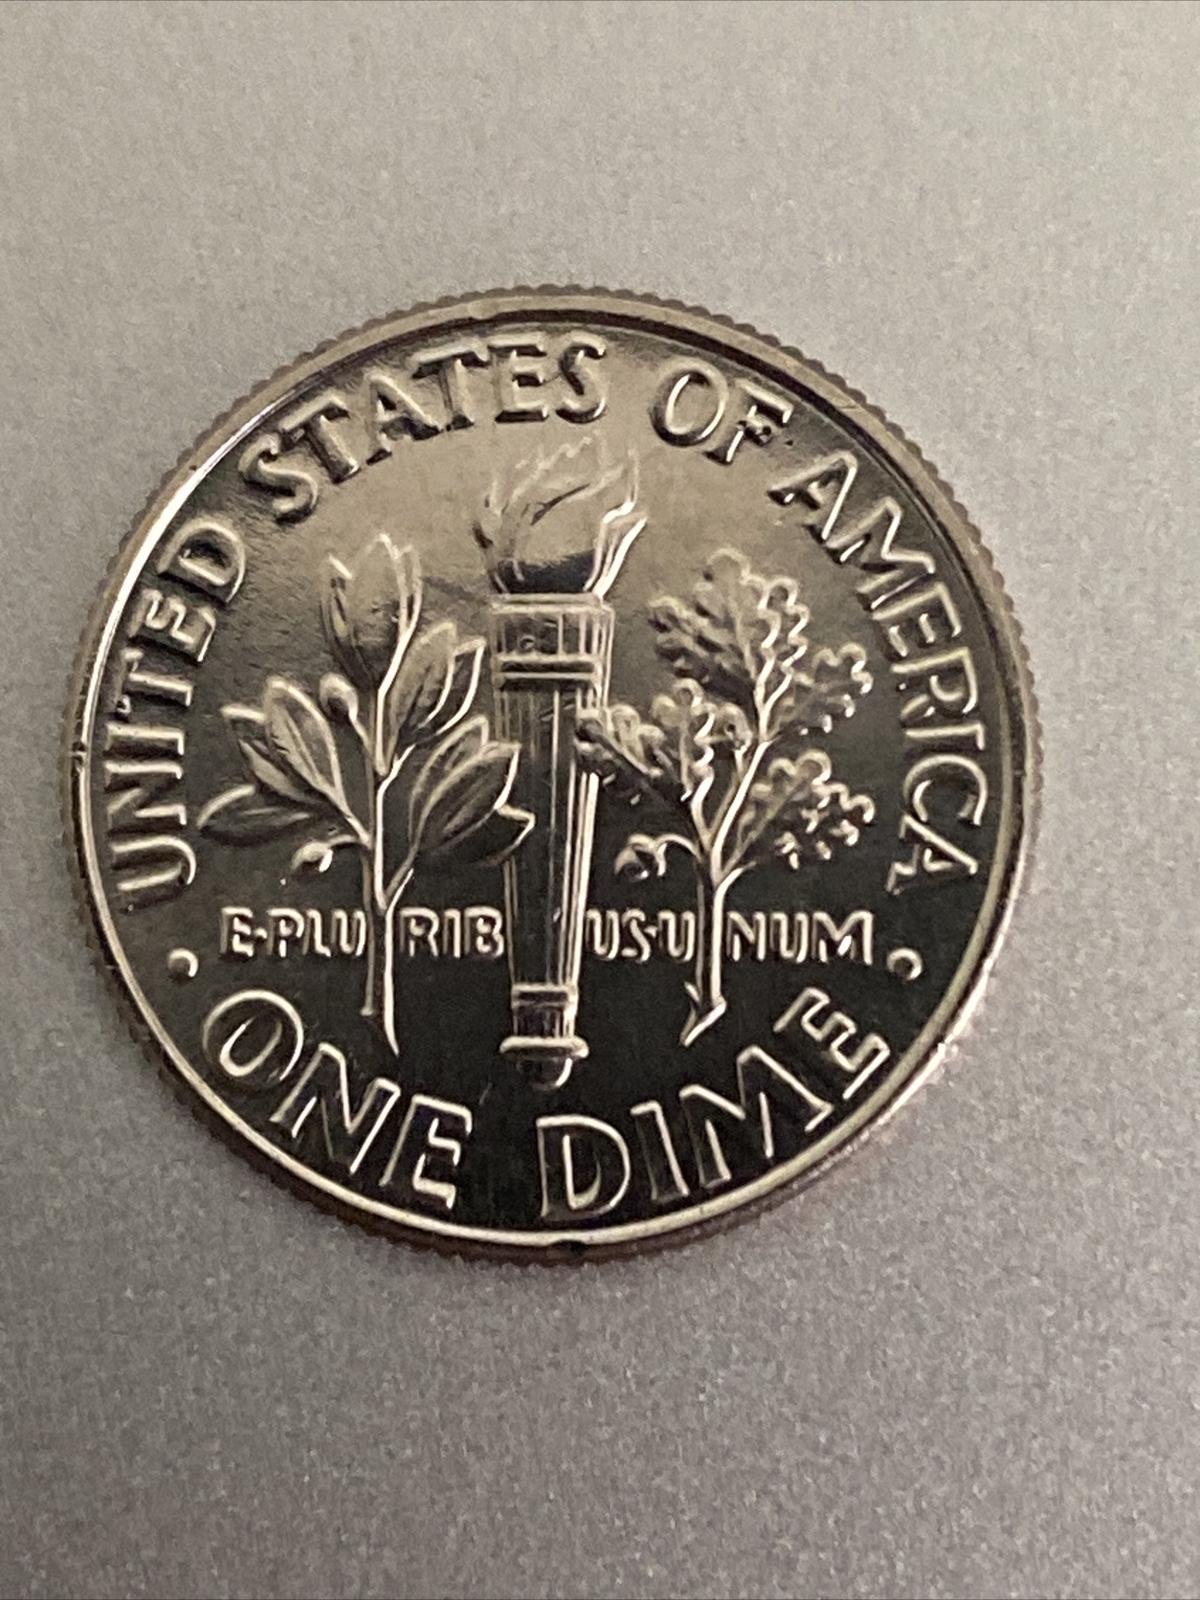 UNITED STATES OF AMERICA
E·PLURIBUS·UNUM
ONE DIME